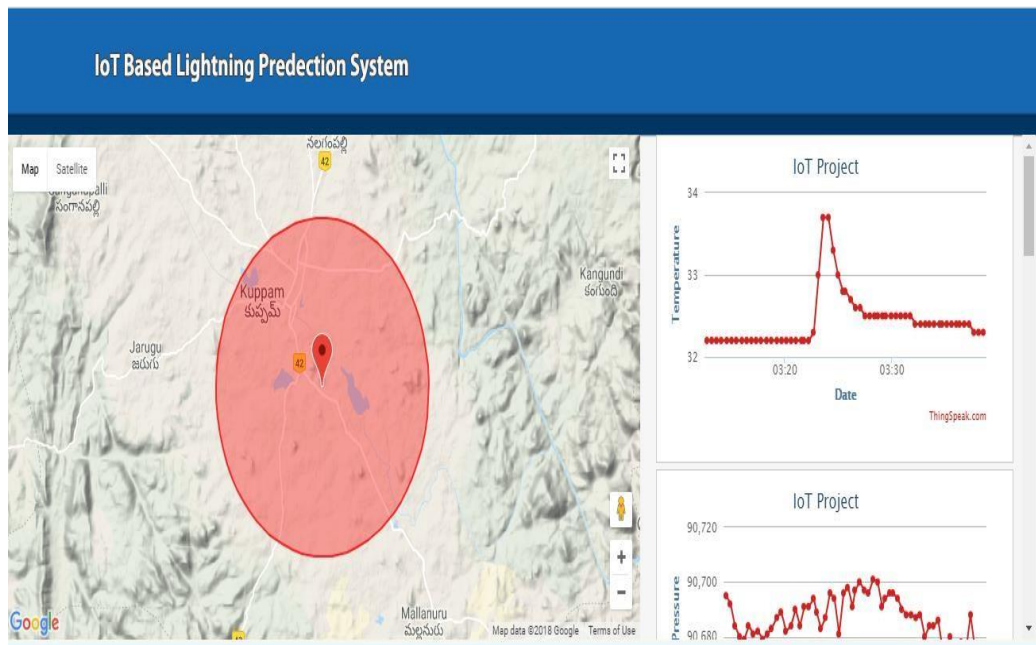 IoT Based Lightning Predection System
Map
Satellite
సంగానపల్లి
నలగంపల్లి
42
Kuppam
కుప్పమ్
Kangundi
కంగుంది
Jarugu
జరుగు
42
Mallanuru
మల్లనురు
Google
Map data ©2018 Google
Terms of Use
IoT Project
34
33
32
Temperature
03:20
03:30
Date
ThingSpeak.com
IoT Project
90,720
90,700
90,680
Pressure